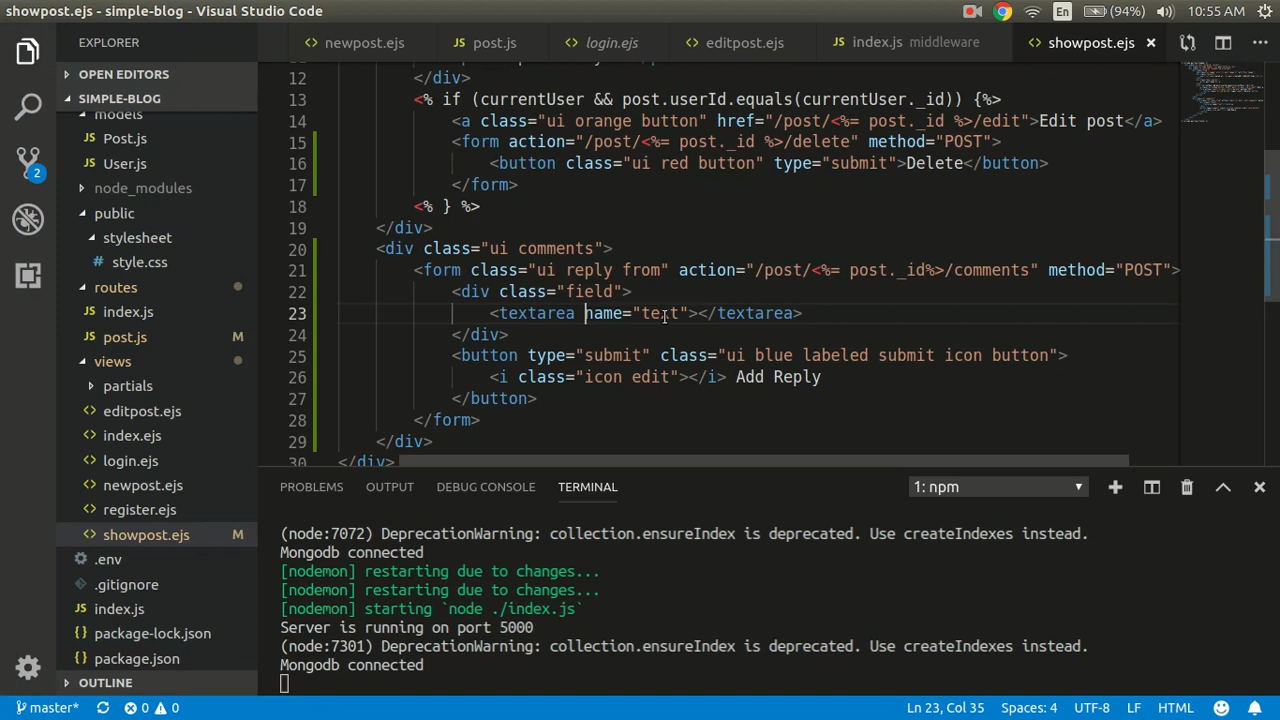 showpost.ejs - simple-blog - Visual Studio Code
En
(94%)
10:55 AM
EXPLORER
OPEN EDITORS
SIMPLE-BLOG
models
Post.js
User.js
node_modules
public
stylesheet
style.css
routes
index.js
post.js
views
partials
editpost.ejs
index.ejs
login.ejs
newpost.ejs
register.ejs
showpost.ejs M
.env
.gitignore
index.js
package-lock.json
package.json
OUTLINE
2
newpost.ejs
post.js
login.ejs
editpost.ejs
index.js middleware
showpost.ejs
12 </div>
13 <% if (currentUser && post.userId.equals(currentUser._id)) {%>
14 <a class="ui orange button" href="/post/<%= post._id %>/edit">Edit post</a>
15 <form action="/post/<%= post._id %>/delete" method="POST">
16 <button class="ui red button" type="submit">Delete</button>
17 </form>
18 <% } %>
19 </div>
20 <div class="ui comments">
21 <form class="ui reply from" action="/post/<%= post._id%>/comments" method="POST">
22 <div class="field">
23 <textarea name="text"></textarea>
24 </div>
25 <button type="submit" class="ui blue labeled submit icon button">
26 <i class="icon edit"></i> Add Reply
27 </button>
28 </form>
29 </div>
30 </div>
PROBLEMS OUTPUT DEBUG CONSOLE TERMINAL
1: npm
(node:7072) DeprecationWarning: collection.ensureIndex is deprecated. Use createIndexes instead.
Mongodb connected
[nodemon] restarting due to changes...
[nodemon] restarting due to changes...
[nodemon] starting `node ./index.js`
Server is running on port 5000
(node:7301) DeprecationWarning: collection.ensureIndex is deprecated. Use createIndexes instead.
Mongodb connected
master*
0
0
Ln 23, Col 35
Spaces: 4
UTF-8
LF
HTML